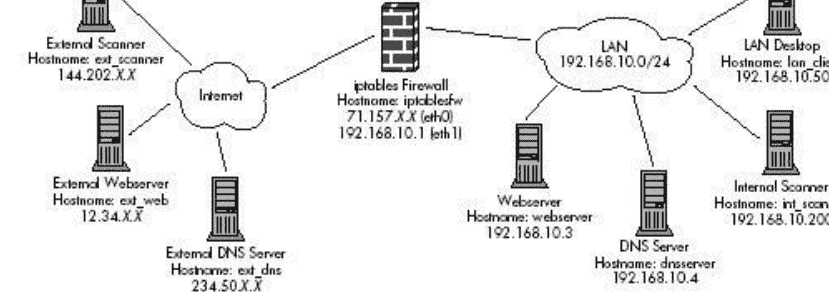 External Scanner
Hostname: ext_scanner
144.202.X.X
Internet
External Webserver
Hostname: ext_web
12.34.X.X
External DNS Server
Hostname: ext_dns
234.50.X.X
iptables Firewall
Hostname: iptablesfw
71.157.X.X (eth0)
192.168.10.1 (eth1)
LAN
192.168.10.0/24
Webserver
Hostname: webserver
192.168.10.3
DNS Server
Hostname: dnsserver
192.168.10.4
LAN Desktop
Hostname:
192.168.10.50
Internal Scanner
Hostname:
192.168.10.200